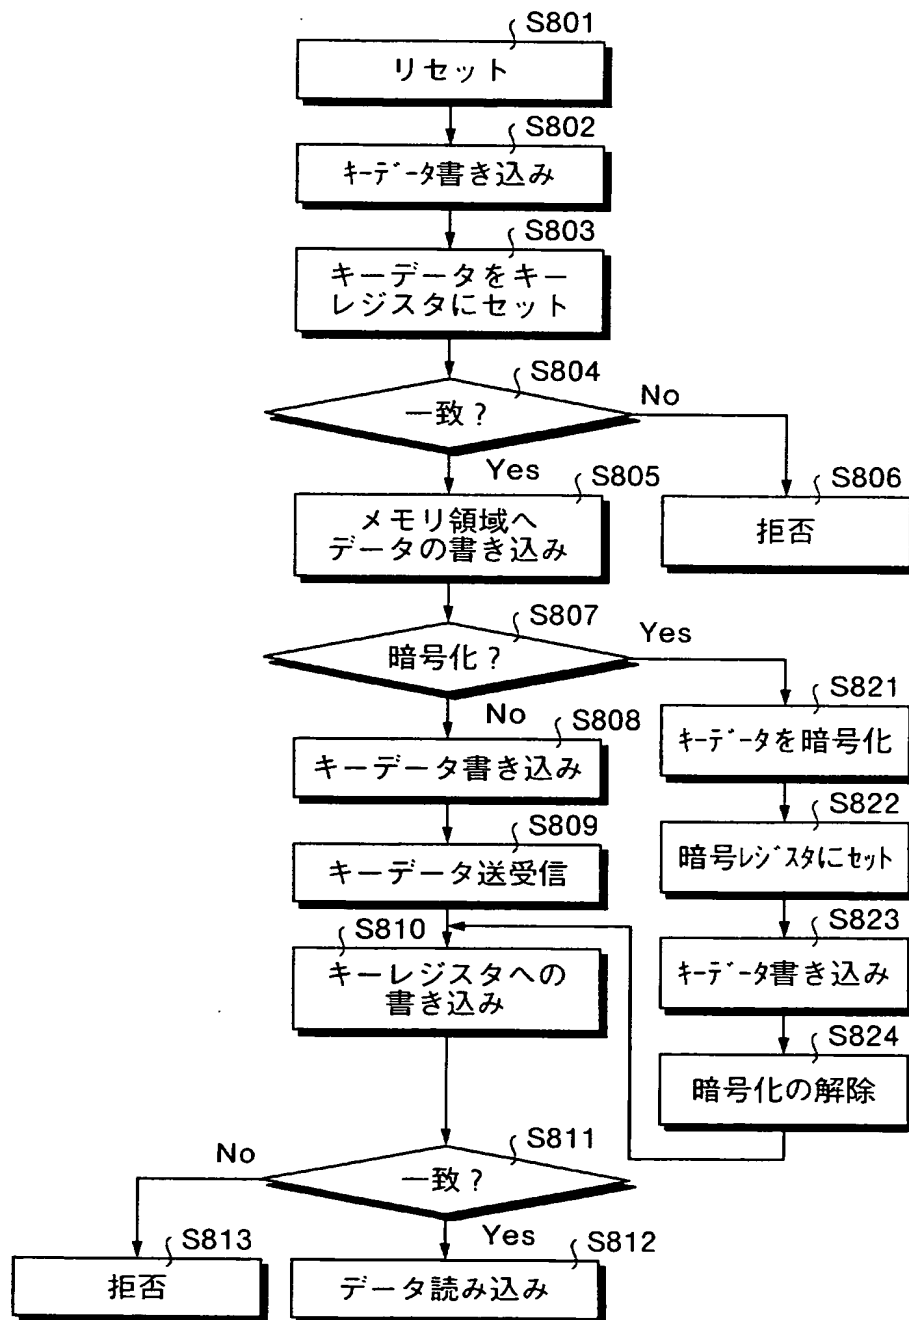 S801
リセット
S802
キーデータ書き込み
S803
キーデータをキー
レジスタにセット
S804
一致?
No
Yes
S805
メモリ領域へ
データの書き込み
S806
拒否
S807
暗号化?
Yes
No
S808
キーデータ書き込み
S809
キーデータ送受信
S810
キーレジスタへの
書き込み
S821
キーデータを暗号化
S822
暗号レジスタにセット
S823
キーデータ書き込み
S824
暗号化の解除
S811
一致?
No
Yes
S813
拒否
S812
データ読み込み